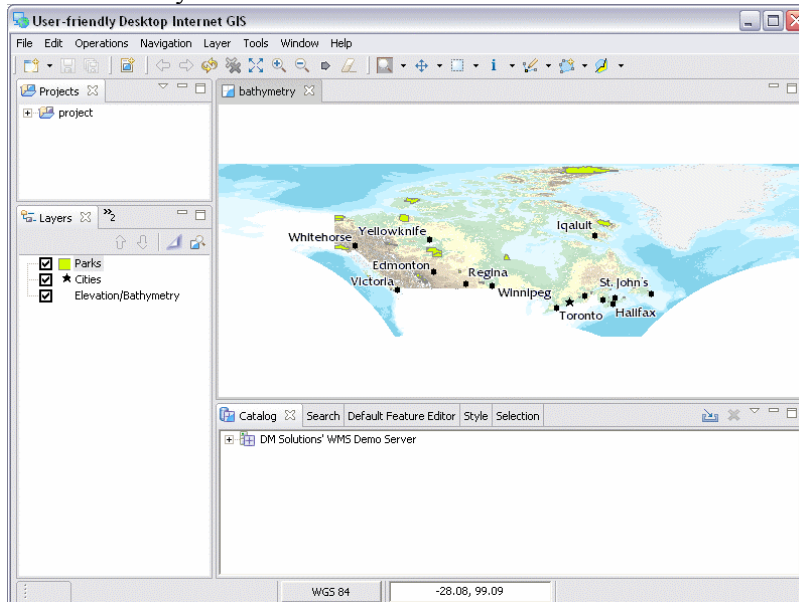 User-friendly Desktop Internet GIS
File Edit Operations Navigation Layer Tools Window Help
Projects
bathymetry
project
Layers
»2
Parks
Cities
Elevation/Bathymetry
Iqaluit
Yellowknife
Whitehorse
Edmonton
Regina
Victoria
St. John's
Winnipeg
Toronto
Halifax
Catalog Search Default Feature Editor Style Selection
DM Solutions' WMS Demo Server
WGS 84
-28.08, 99.09